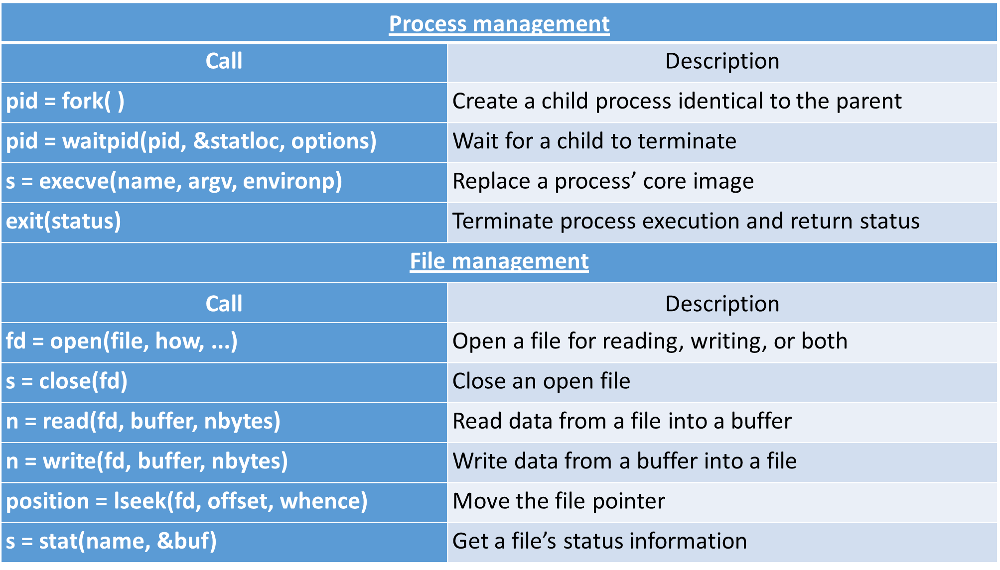 Process management
Call Description
pid = fork( ) Create a child process identical to the parent
pid = waitpid(pid, &statloc, options) Wait for a child to terminate
s = execve(name, argv, environp) Replace a process’ core image
exit(status) Terminate process execution and return status
File management
Call Description
fd = open(file, how, ...) Open a file for reading, writing, or both
s = close(fd) Close an open file
n = read(fd, buffer, nbytes) Read data from a file into a buffer
n = write(fd, buffer, nbytes) Write data from a buffer into a file
position = lseek(fd, offset, whence) Move the file pointer
s = stat(name, &buf) Get a file’s status information